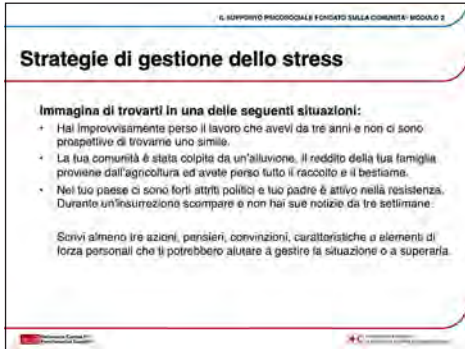 IL SUPPORTO PSICOSOCIALE FONDATO SULLA COMUNITÀ· MODULO 2
Strategie di gestione dello stress
Immagina di trovarti in una delle seguenti situazioni:
• Hai improvvisamente perso il lavoro che avevi da tre anni e non ci sono
prospettive di trovarne uno simile.
• La tua comunità è stata colpita da un'alluvione, il reddito della tua famiglia
proviene dall'agricoltura ed avete perso tutto il raccolto e il bestiame.
• Nel tuo paese ci sono forti attriti politici e tuo padre è attivo nella resistenza.
Durante un'insurrezione scompare e non hai sue notizie da tre settimane.
Scrivi almeno tre azioni, pensieri, convinzioni, caratteristiche o elementi di
forza personali che ti potrebbero aiutare a gestire la situazione o a superarla.